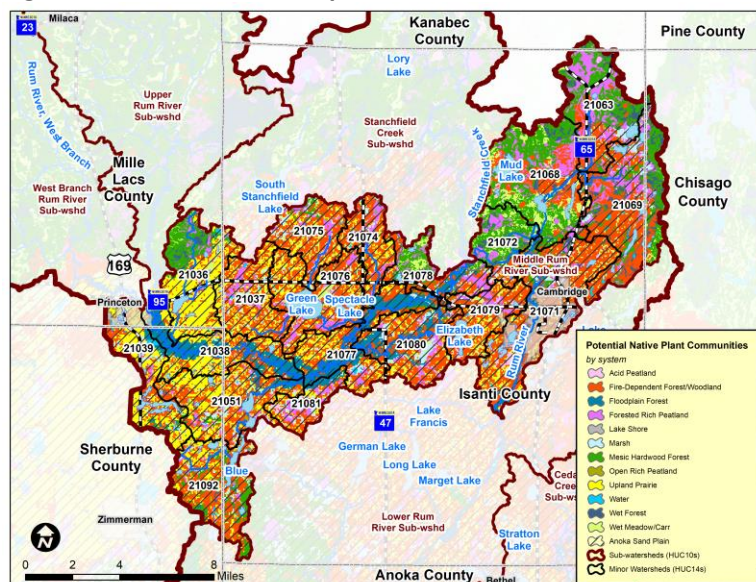 Milaca
23
Kanabec
County
Pine County
Lory
Lake
Rum River, West Branch
Upper
Rum River
Sub-wshd
Stanchfield
Creek
Sub-wshd
21063
65
Mille
Lacs
County
West Branch
Rum River
Sub-wshd
Stanchfield Creek
Mud
Lake
21068
Chisago
County
South
Stanchfield
Lake
21069
21075
21074
21072
169
21036
21076
21078
Middle Rum
River Sub-wshd
95
Princeton
21037
Green
Lake
Spectacle
Lake
Cambridge
21079
21071
21039
21038
Elizabeth
Lake
21077
21080
Rum River
Lake
21051
21081
Isanti County
Sherburne
County
47
Lake
Francis
German Lake
Blue
Long Lake
Marget Lake
21092
Zimmerman
Lower Rum
River Sub-wshd
Stratton
Lake
Anoka County
Bethel
N
0 4 8
Miles
Potential Native Plant Communities
by system
Acid Peatland
Fire-Dependent Forest/Woodland
Floodplain Forest
Forested Rich Peatland
Lake Shore
Marsh
Mesic Hardwood Forest
Open Rich Peatland
Upland Prairie
Water
Wet Forest
Wet Meadow/Carr
Anoka Sand Plain
Sub-watersheds (HUC10s)
Minor Watersheds (HUC14s)